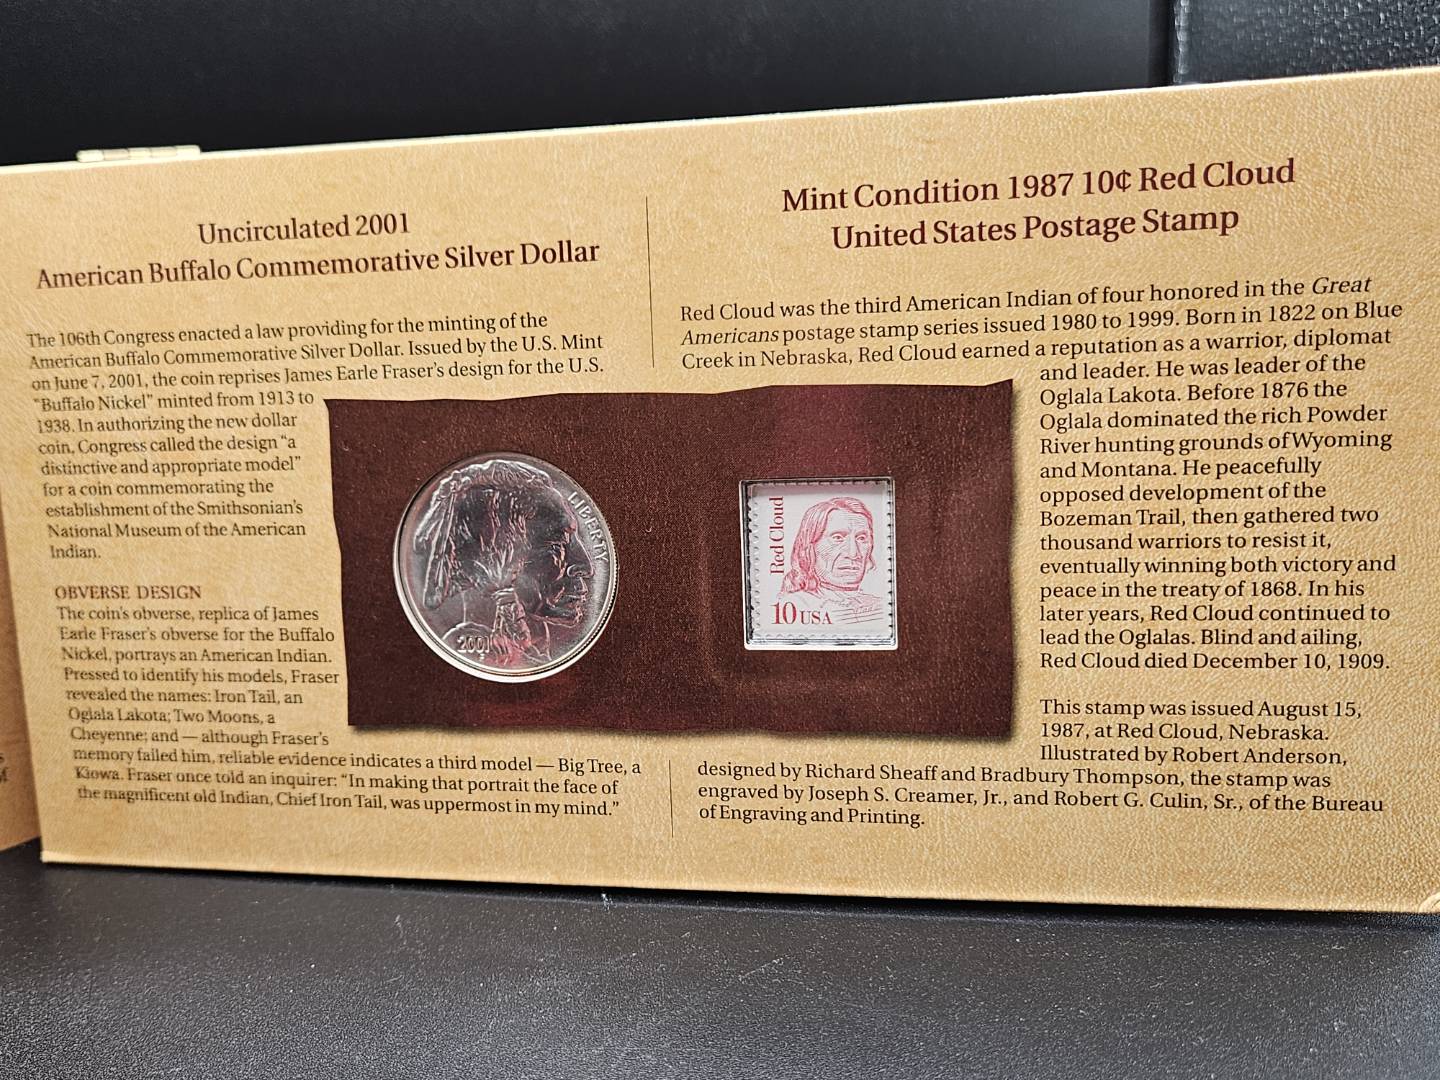 Uncirculated 2001
American Buffalo Commemorative Silver Dollar
The 106th Congress enacted a law providing for the minting of the
American Buffalo Commemorative Silver Dollar. Issued by the U.S. Mint
on June 7, 2001, the coin reprises James Earle Fraser's design for the U.S.
"Buffalo Nickel" minted from 1913 to
1938. In authorizing the new dollar
coin, Congress called the design "a
distinctive and appropriate model"
for a coin commemorating the
establishment of the Smithsonian's
National Museum of the American
Indian.
OBVERSE DESIGN
The coin's obverse, replica of James
Earle Fraser's obverse for the Buffalo
Nickel, portrays an American Indian.
Pressed to identify his models, Fraser
revealed the names: Iron Tail, an
Oglala Lakota; Two Moons, a
Cheyenne; and — although Fraser's
memory failed him, reliable evidence indicates a third model — Big Tree, a
Kiowa. Fraser once told an inquirer: "In making that portrait the face of
the magnificent old Indian, Chief Iron Tail, was uppermost in my mind."
LIBERTY
2001
Mint Condition 1987 10¢ Red Cloud
United States Postage Stamp
Red Cloud was the third American Indian of four honored in the Great
Americans postage stamp series issued 1980 to 1999. Born in 1822 on Blue
Creek in Nebraska, Red Cloud earned a reputation as a warrior, diplomat
and leader. He was leader of the
Oglala Lakota. Before 1876 the
Oglala dominated the rich Powder
River hunting grounds of Wyoming
and Montana. He peacefully
opposed development of the
Bozeman Trail, then gathered two
thousand warriors to resist it,
eventually winning both victory and
peace in the treaty of 1868. In his
later years, Red Cloud continued to
lead the Oglalas. Blind and ailing,
Red Cloud died December 10, 1909.
This stamp was issued August 15,
1987, at Red Cloud, Nebraska.
Illustrated by Robert Anderson,
designed by Richard Sheaff and Bradbury Thompson, the stamp was
engraved by Joseph S. Creamer, Jr., and Robert G. Culin, Sr., of the Bureau
of Engraving and Printing.
Red Cloud
10 USA